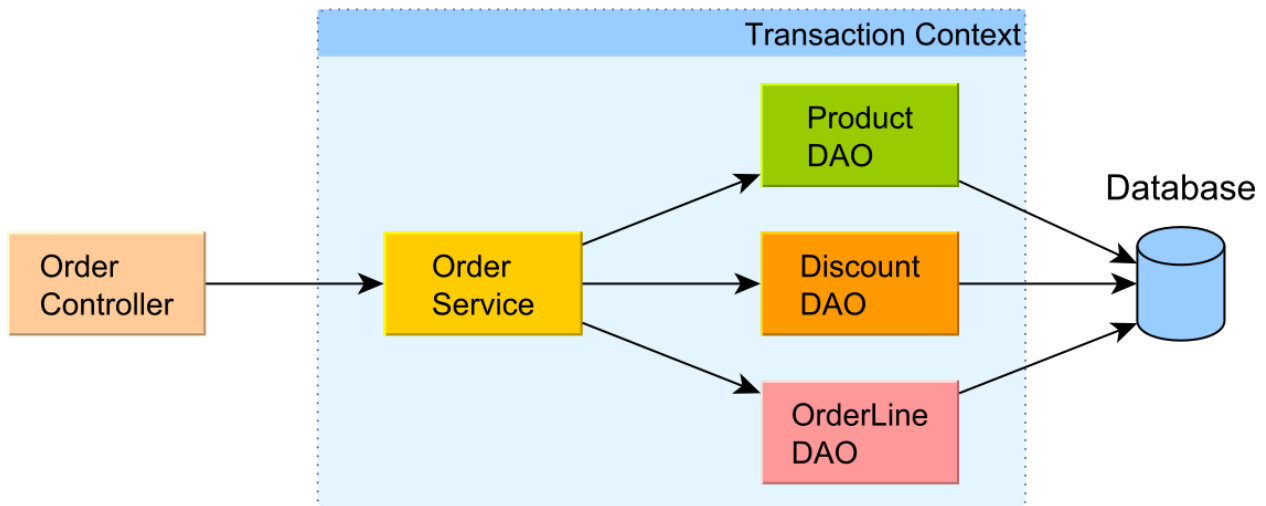 Transaction Context
Product
DAO
Database
Order
Controller
Order
Service
Discount
DAO
OrderLine
DAO